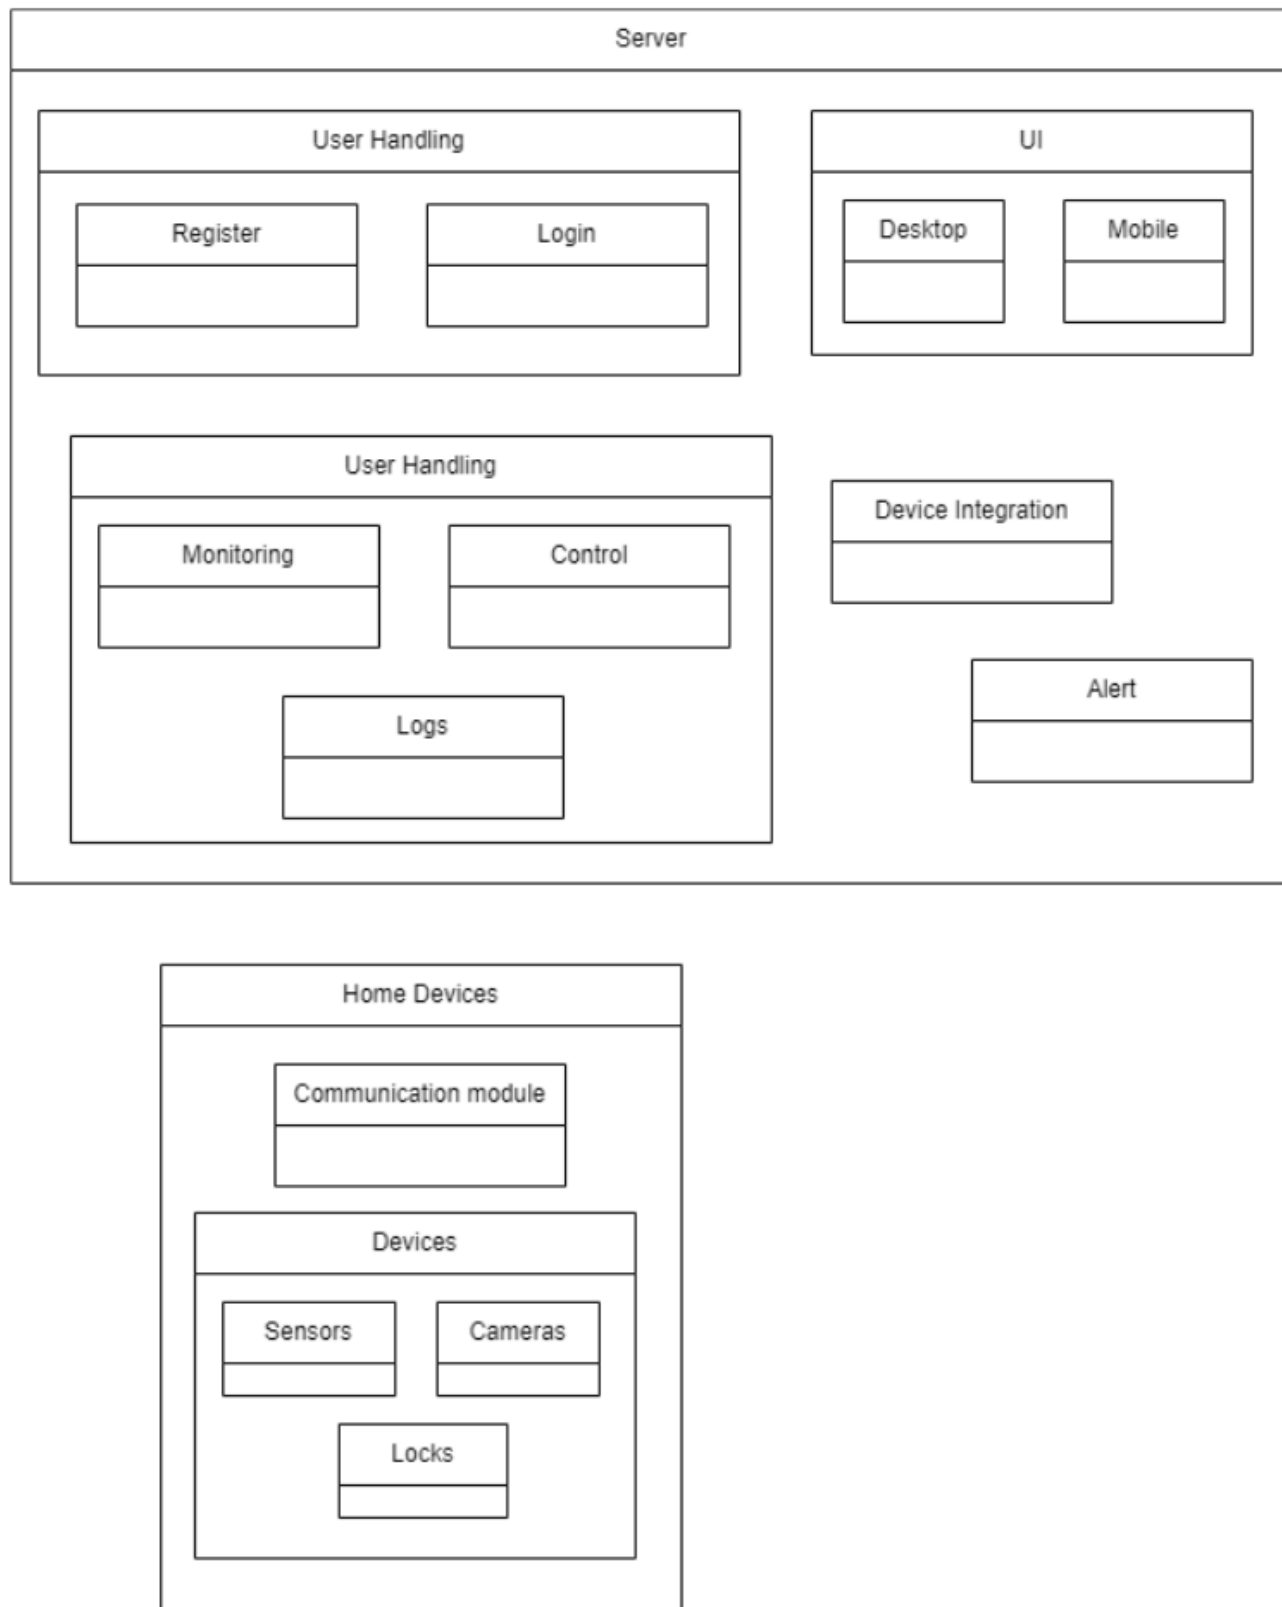 Server
User Handling
UI
Register
Login
Desktop
Mobile
User Handling
Monitoring
Control
Logs
Device Integration
Alert
Home Devices
Communication module
Devices
Sensors
Cameras
Locks